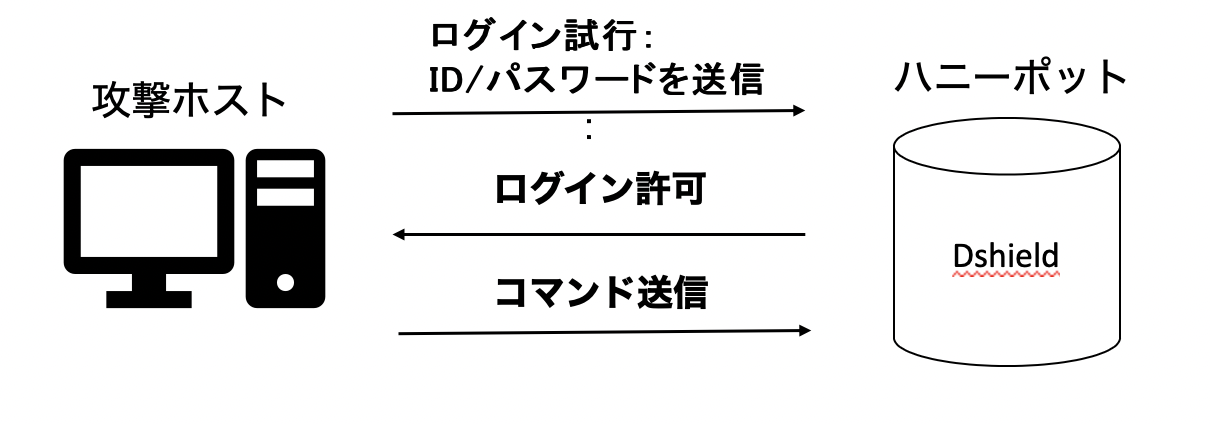 ログイン試行：
ID/パスワードを送信
攻撃ホスト
ハニーポット
：
ログイン許可
Dshield
コマンド送信